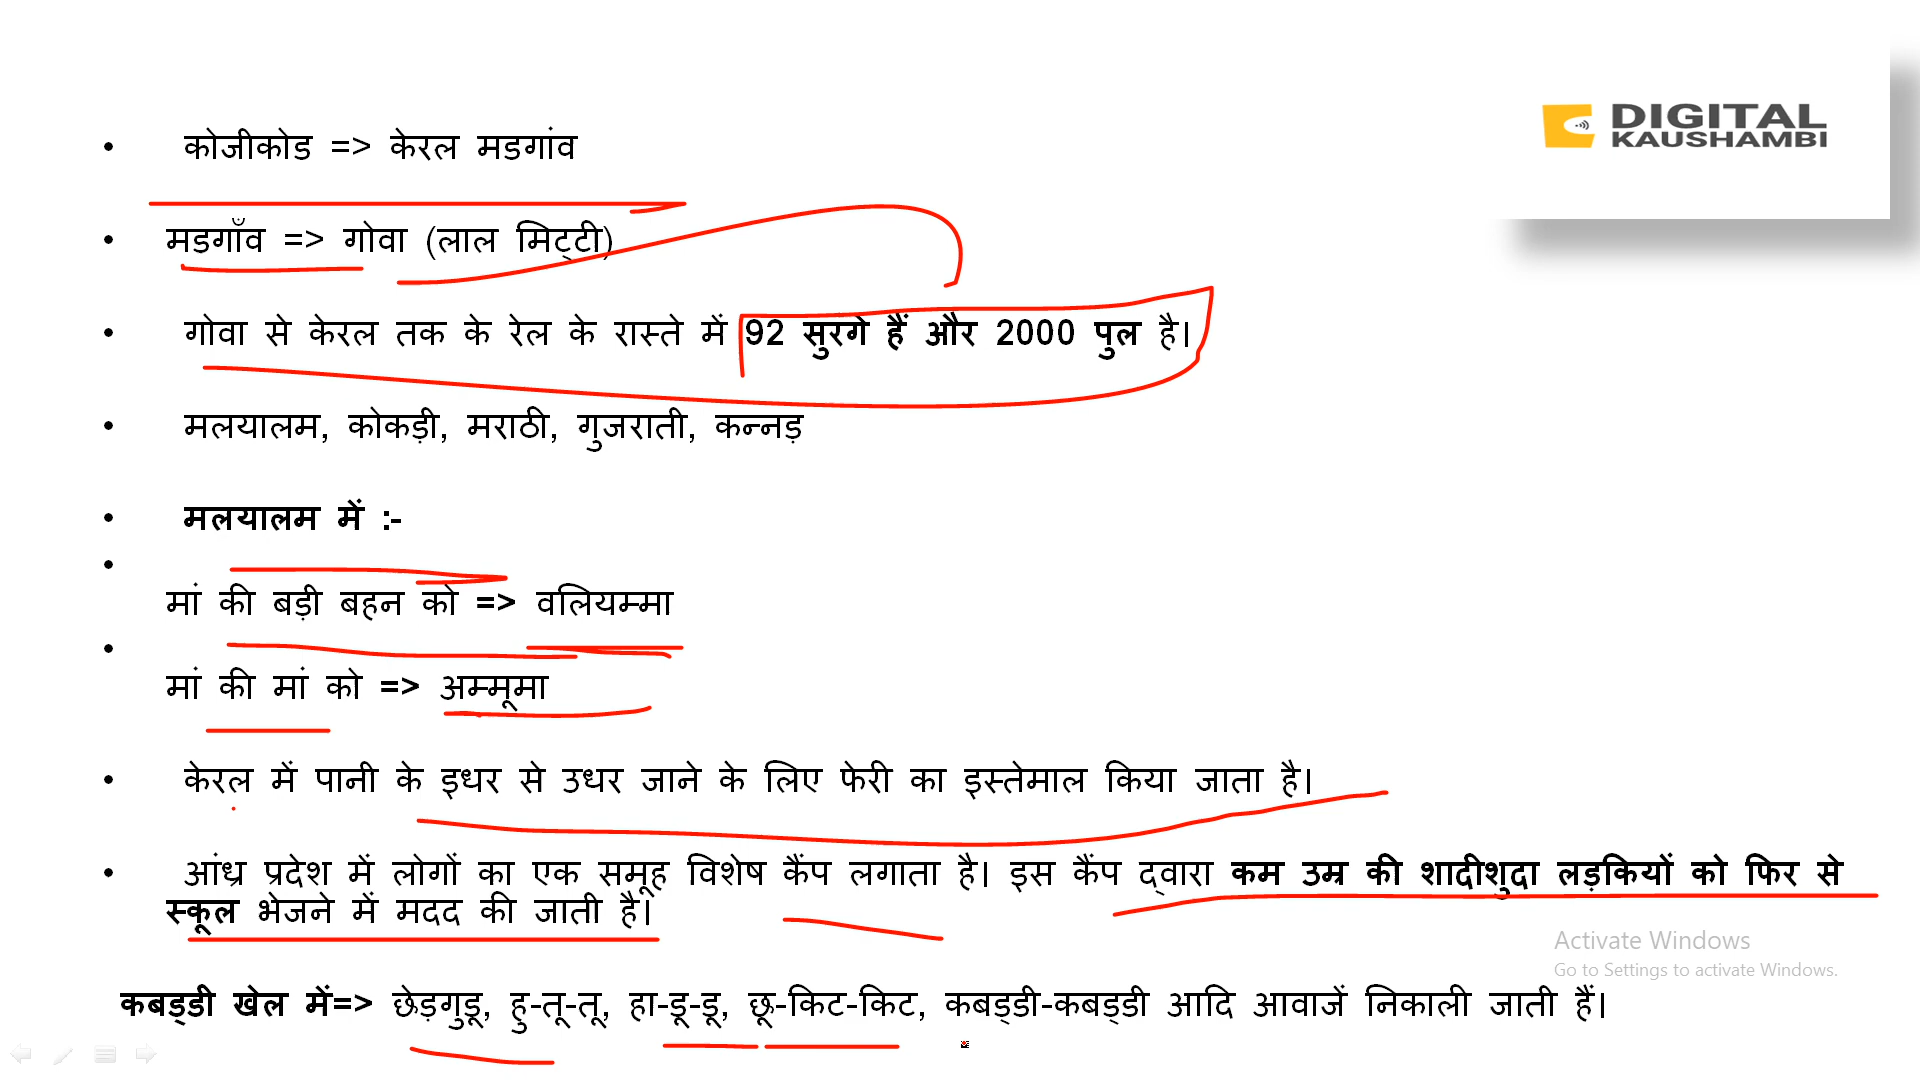 DIGITAL
KAUSHAMBI
• कोजीकोड => केरल मडगांव
• मडगाँव => गोवा (लाल मिट्टी)
• गोवा से केरल तक के रेल के रास्ते में 92 सुरगे हैं और 2000 पुल है।
• मलयालम, कोकड़ी, मराठी, गुजराती, कन्नड़
• मलयालम में :-
•
मां की बड़ी बहन को => वलियम्मा
•
मां की मां को => अम्मूमा
• केरल में पानी के इधर से उधर जाने के लिए फेरी का इस्तेमाल किया जाता है।
• आंध्र प्रदेश में लोगों का एक समूह विशेष कैंप लगाता है। इस कैंप द्वारा कम उम्र की शादीशुदा लड़कियों को फिर से
स्कूल भेजने में मदद की जाती है।
Activate Windows
Go to Settings to activate Windows.
कबड्डी खेल में=> छेड़गुडू, हु-तू-तू, हा-डू-डू, छू-किट-किट, कबड्डी-कबड्डी आदि आवाजें निकाली जाती हैं।